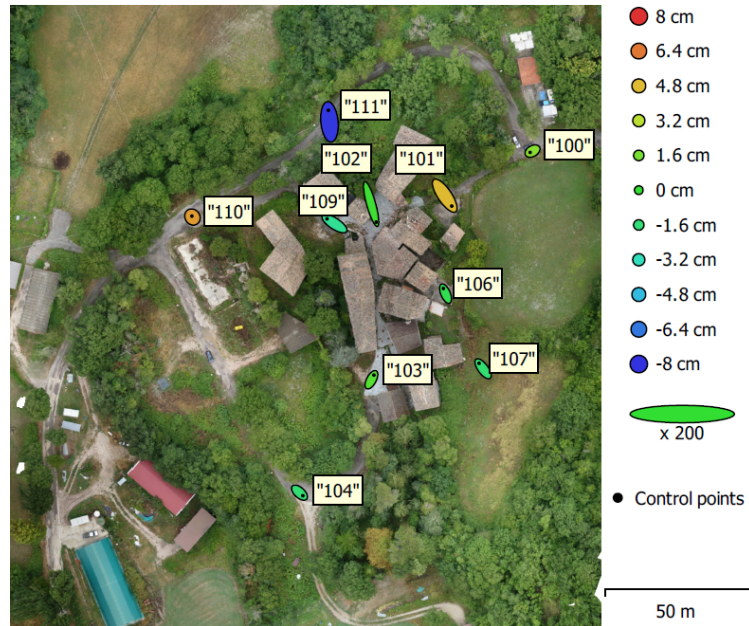 "111"
"102"
"101"
"100"
"110"
"109"
"106"
"103"
"107"
"104"
8 cm
6.4 cm
4.8 cm
3.2 cm
1.6 cm
0 cm
-1.6 cm
-3.2 cm
-4.8 cm
-6.4 cm
-8 cm
x 200
Control points
50 m